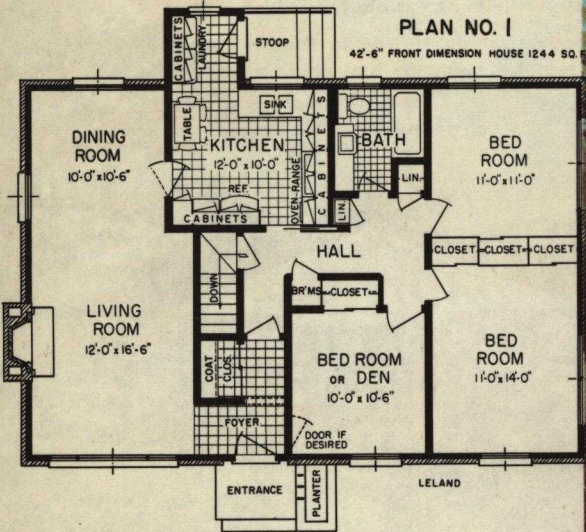 PLAN NO. 1
42'-6" FRONT DIMENSION HOUSE 1244 SQ. F
CABINETS
LAUNDRY
STOOP
TABLE
SINK
KITCHEN
12'-0" x 10'-0"
REF.
CABINETS
OVEN-RANGE
CABINETS
BATH
LIN.
LIN.
DINING
ROOM
10'-0" x 10'-6"
BED
ROOM
11'-0" x 11'-0"
CLOSET
CLOSET
CLOSET
HALL
DOWN
BR'MS
CLOSET
LIVING
ROOM
12'-0" x 16'-6"
COAT
CLOS.
FOYER
BED ROOM
OR DEN
10'-0" x 10'-6"
DOOR IF
DESIRED
BED
ROOM
11'-0" x 14'-0"
ENTRANCE
PLANTER
LELAND